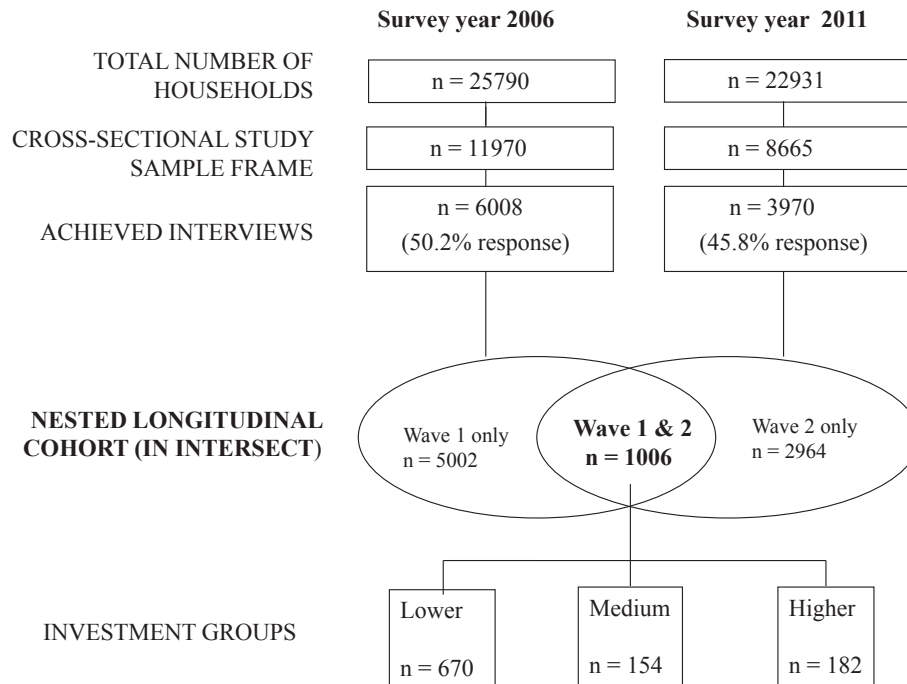 Survey year 2006
Survey year 2011
TOTAL NUMBER OF
HOUSEHOLDS
n = 25790
n = 22931
CROSS-SECTIONAL STUDY
SAMPLE FRAME
n = 11970
n = 8665
ACHIEVED INTERVIEWS
n = 6008
(50.2% response)
n = 3970
(45.8% response)
NESTED LONGITUDINAL
COHORT (IN INTERSECT)
Wave 1 only
n = 5002
Wave 1 & 2
n = 1006
Wave 2 only
n = 2964
INVESTMENT GROUPS
Lower
n = 670
Medium
n = 154
Higher
n = 182